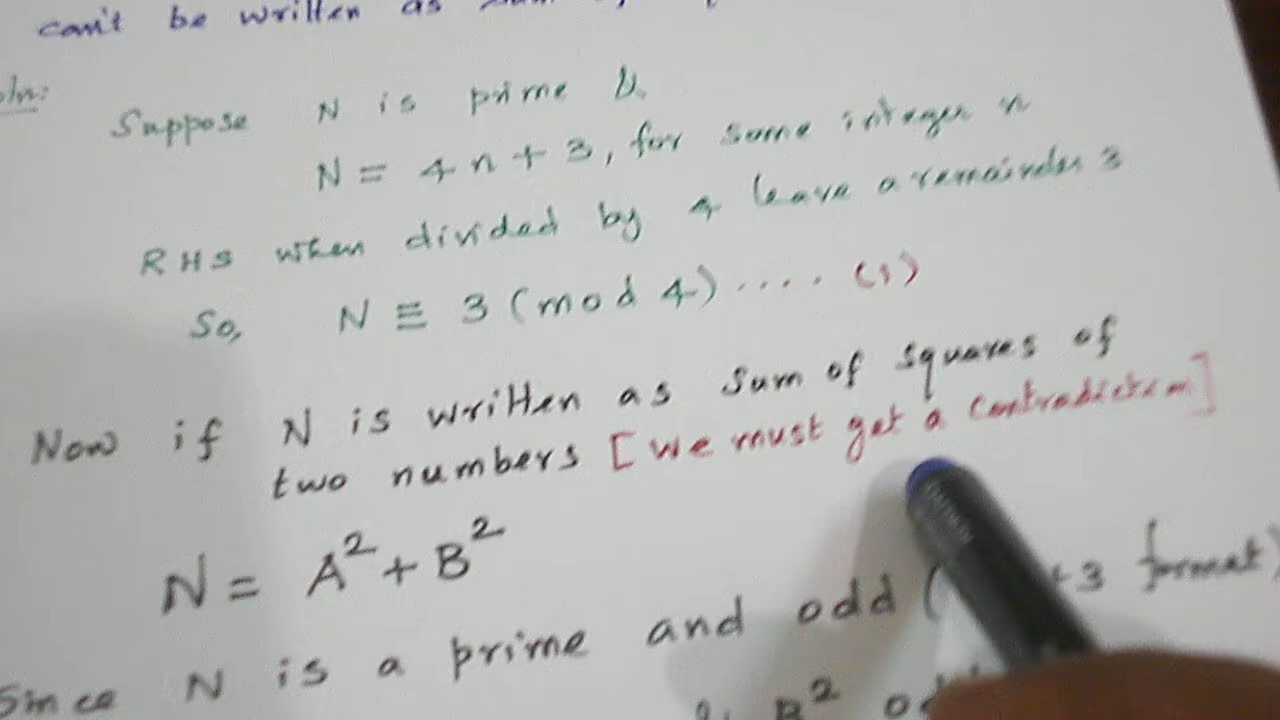 can't be written as
Soln:
Suppose N is prime &
N = 4n + 3, for some integer n
RHS when divided by 4 leave a remainder 3
So, N ≡ 3 (mod 4) .... (1)
Now if N is written as sum of squares of
two numbers [we must get a contradiction]
N = A² + B²
Since N is a prime and odd ( +3 format)
B² od